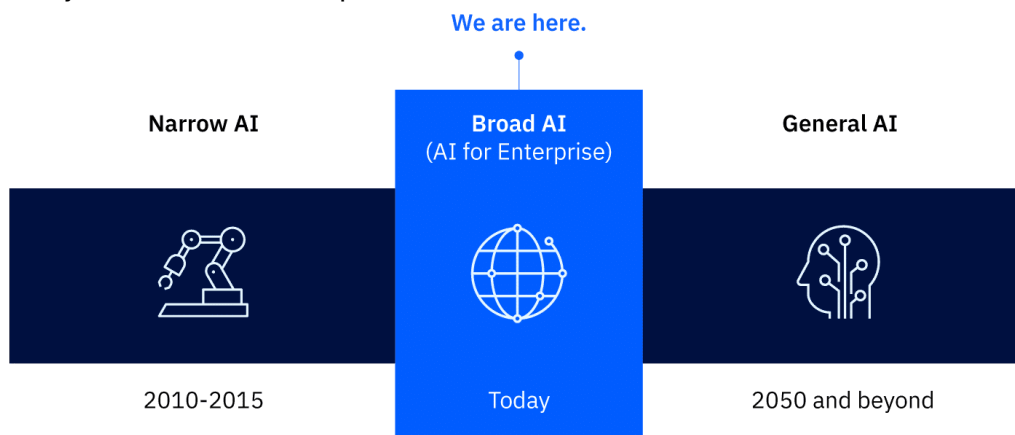 We are here.
Narrow AI
Broad AI
(AI for Enterprise)
General AI
2010-2015
Today
2050 and beyond